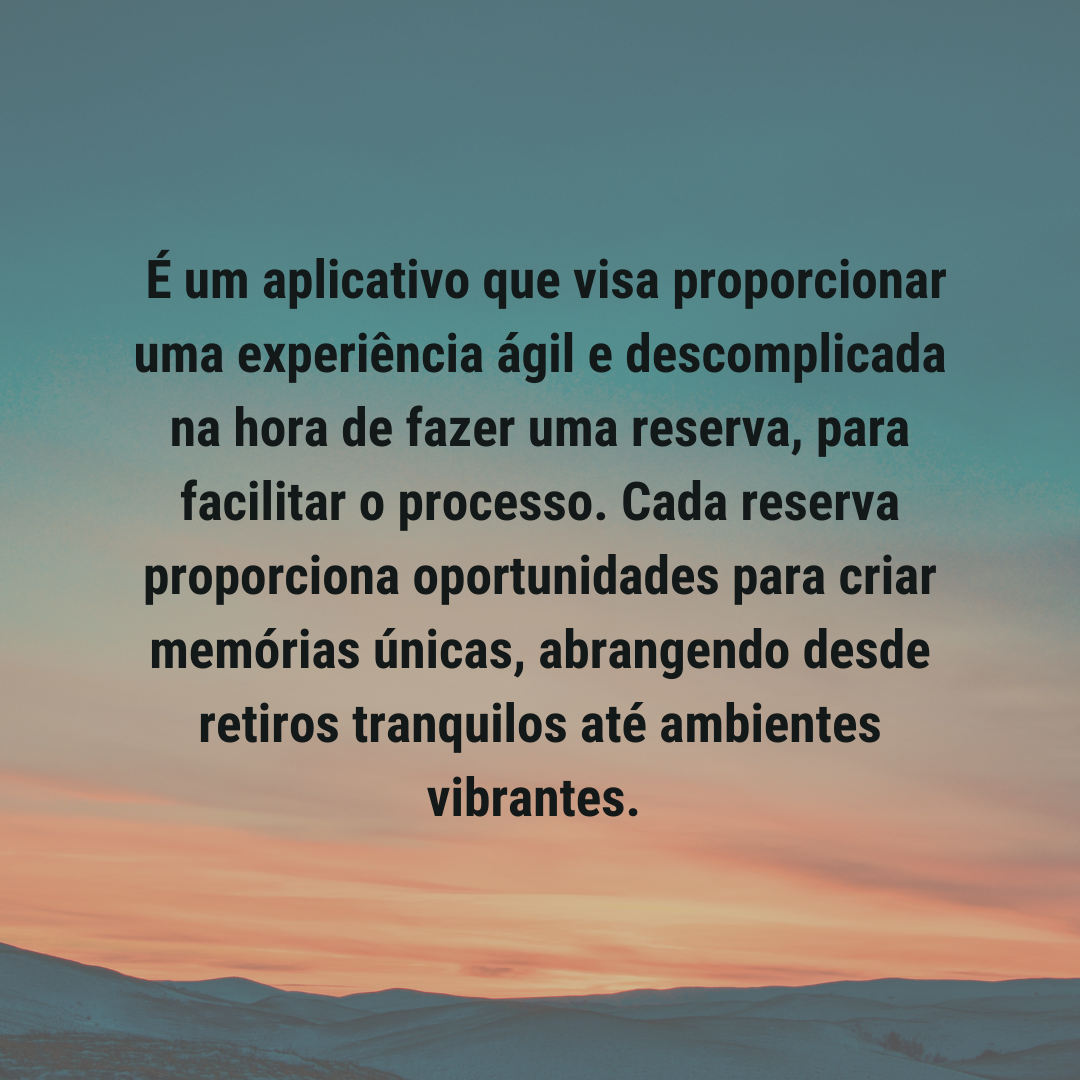 É um aplicativo que visa proporcionar
uma experiência ágil e descomplicada
na hora de fazer uma reserva, para
facilitar o processo. Cada reserva
proporciona oportunidades para criar
memórias únicas, abrangendo desde
retiros tranquilos até ambientes
vibrantes.